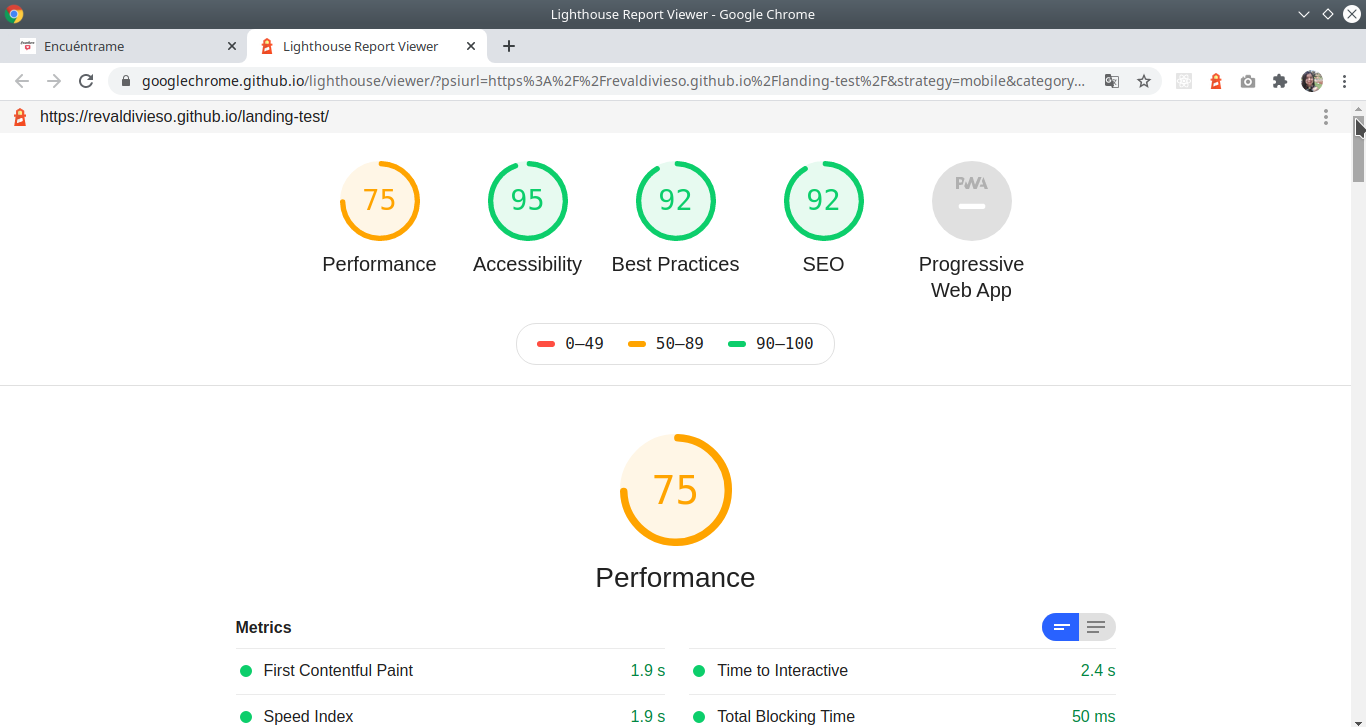 Lighthouse Report Viewer - Google Chrome
Encuéntrame
Lighthouse Report Viewer
googlechrome.github.io/lighthouse/viewer/?psiurl=https%3A%2F%2Frevaldivieso.github.io%2Flanding-test%2F&strategy=mobile&category...
https://revaldivieso.github.io/landing-test/
75 95 92 92 PWA
Performance Accessibility Best Practices SEO Progressive
Web App
0–49 50–89 90–100
75
Performance
Metrics
First Contentful Paint 1.9 s Time to Interactive 2.4 s
Speed Index 1.9 s Total Blocking Time 50 ms